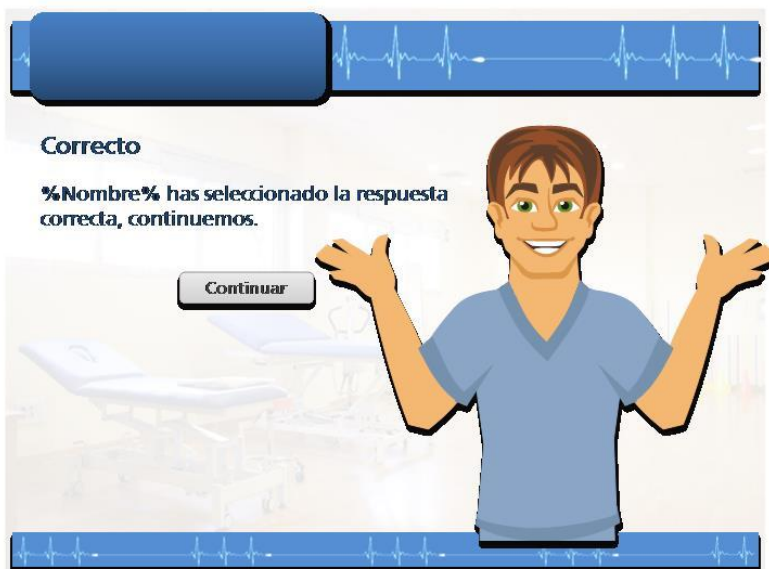 Correcto
%Nombre% has seleccionado la respuesta
correcta, continuemos.
Continuar